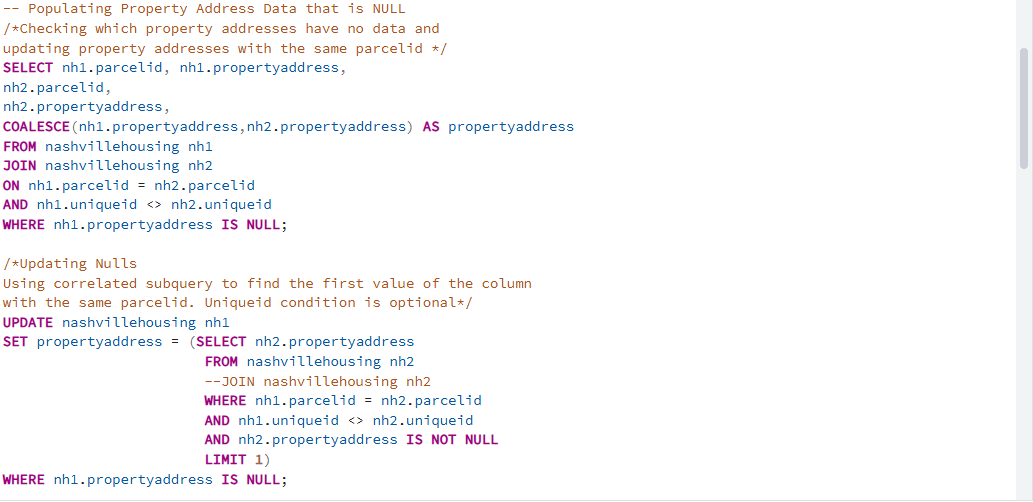 -- Populating Property Address Data that is NULL
/*Checking which property addresses have no data and
updating property addresses with the same parcelid */
SELECT nh1.parcelid, nh1.propertyaddress,
nh2.parcelid,
nh2.propertyaddress,
COALESCE(nh1.propertyaddress,nh2.propertyaddress) AS propertyaddress
FROM nashvillehousing nh1
JOIN nashvillehousing nh2
ON nh1.parcelid = nh2.parcelid
AND nh1.uniqueid <> nh2.uniqueid
WHERE nh1.propertyaddress IS NULL;

/*Updating Nulls
Using correlated subquery to find the first value of the column
with the same parcelid. Uniqueid condition is optional*/
UPDATE nashvillehousing nh1
SET propertyaddress = (SELECT nh2.propertyaddress
                        FROM nashvillehousing nh2
                        --JOIN nashvillehousing nh2
                        WHERE nh1.parcelid = nh2.parcelid
                        AND nh1.uniqueid <> nh2.uniqueid
                        AND nh2.propertyaddress IS NOT NULL
                        LIMIT 1)
WHERE nh1.propertyaddress IS NULL;